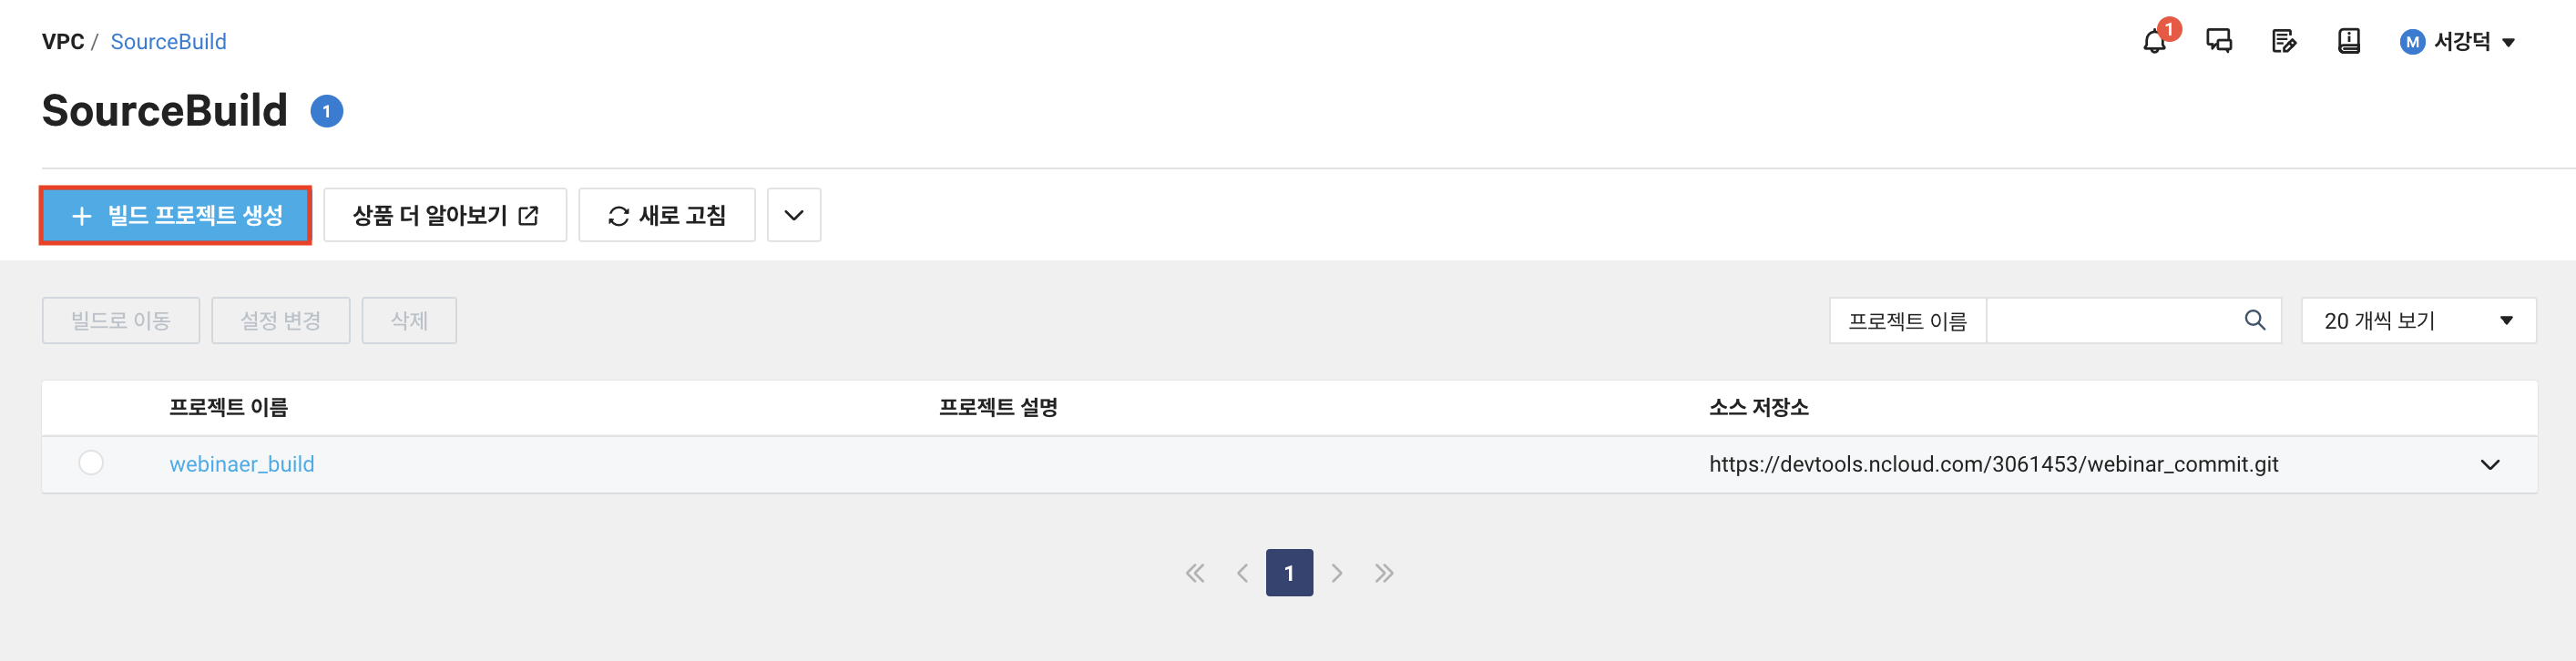 VPC / SourceBuild
1
M 서강덕
SourceBuild 1
빌드 프로젝트 생성
상품 더 알아보기
새로 고침
빌드로 이동
설정 변경
삭제
프로젝트 이름
20 개씩 보기
프로젝트 이름 프로젝트 설명 소스 저장소
webinaer_build https://devtools.ncloud.com/3061453/webinar_commit.git
1